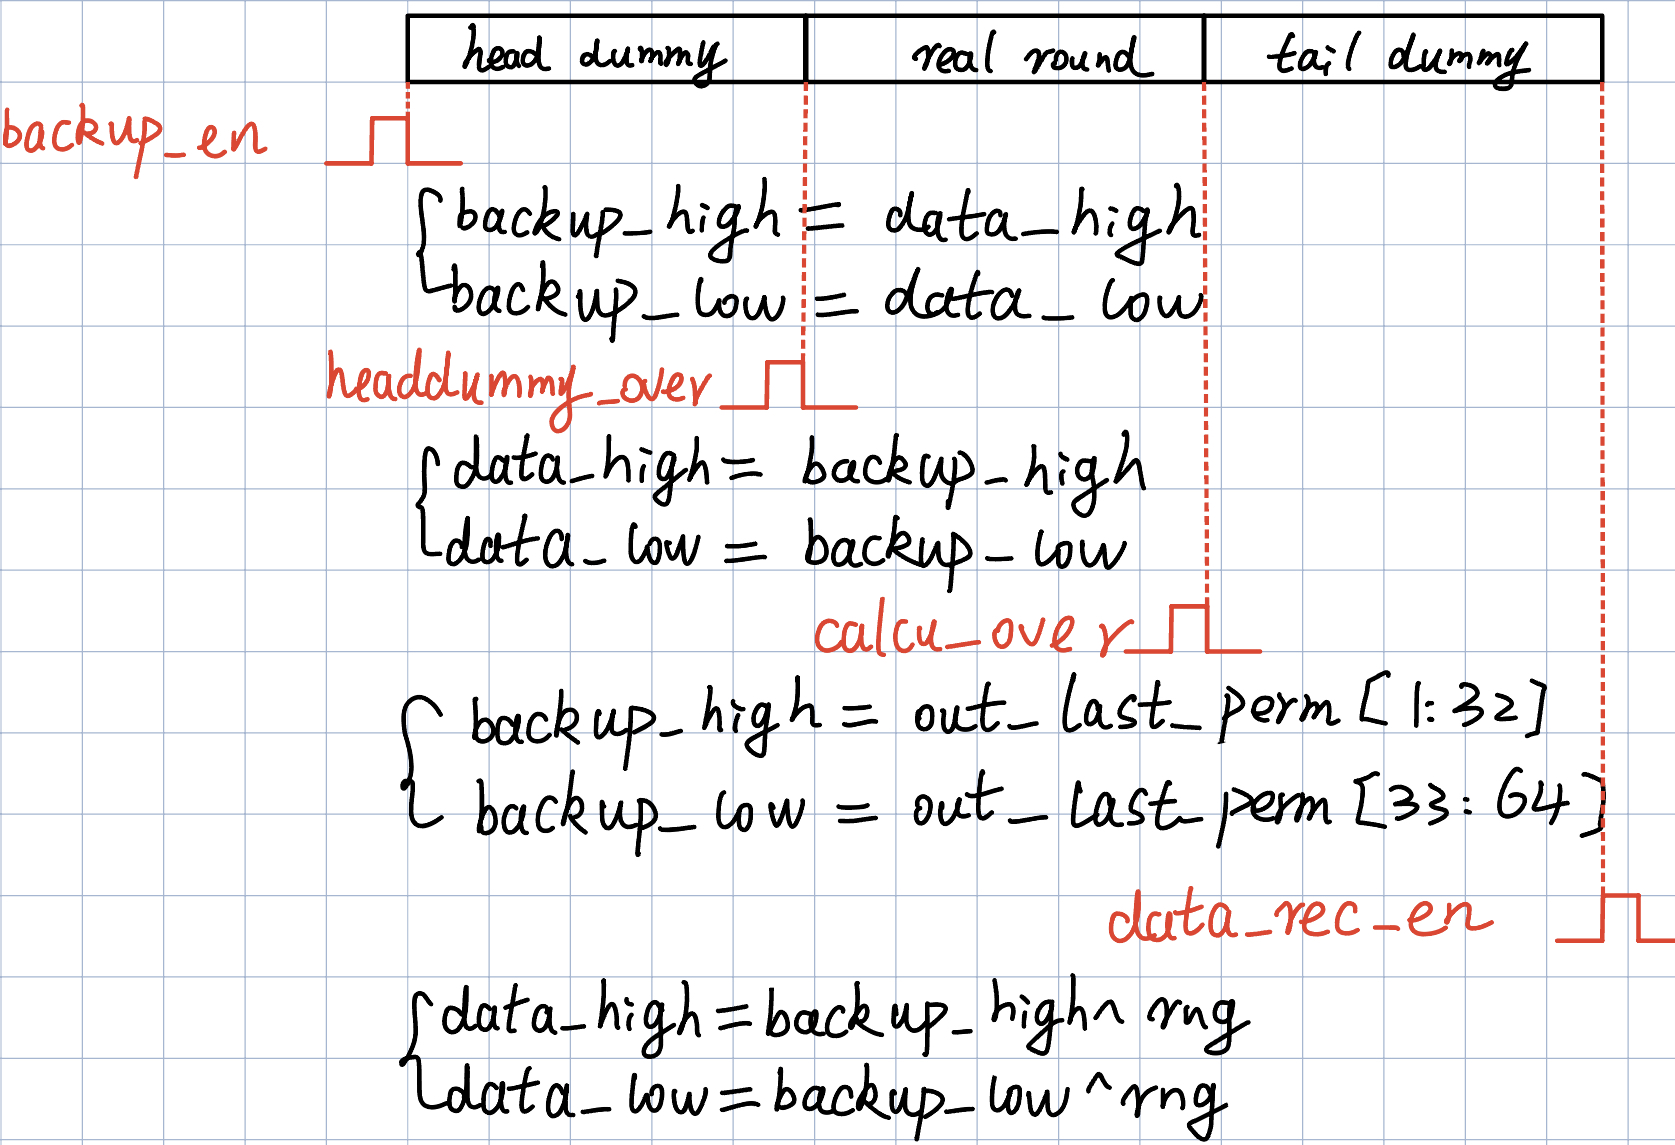 head dummy real round tail dummy
backup_en
backup_high = data_high
backup_low = data_low
headdummy_over
data_high = backup_high
data_low = backup_low
calcu_over
backup_high = out_last_perm [1:32]
backup_low = out_last_perm [33:64]
data_rec_en
data_high = backup_high ^ rng
data_low = backup_low ^ rng